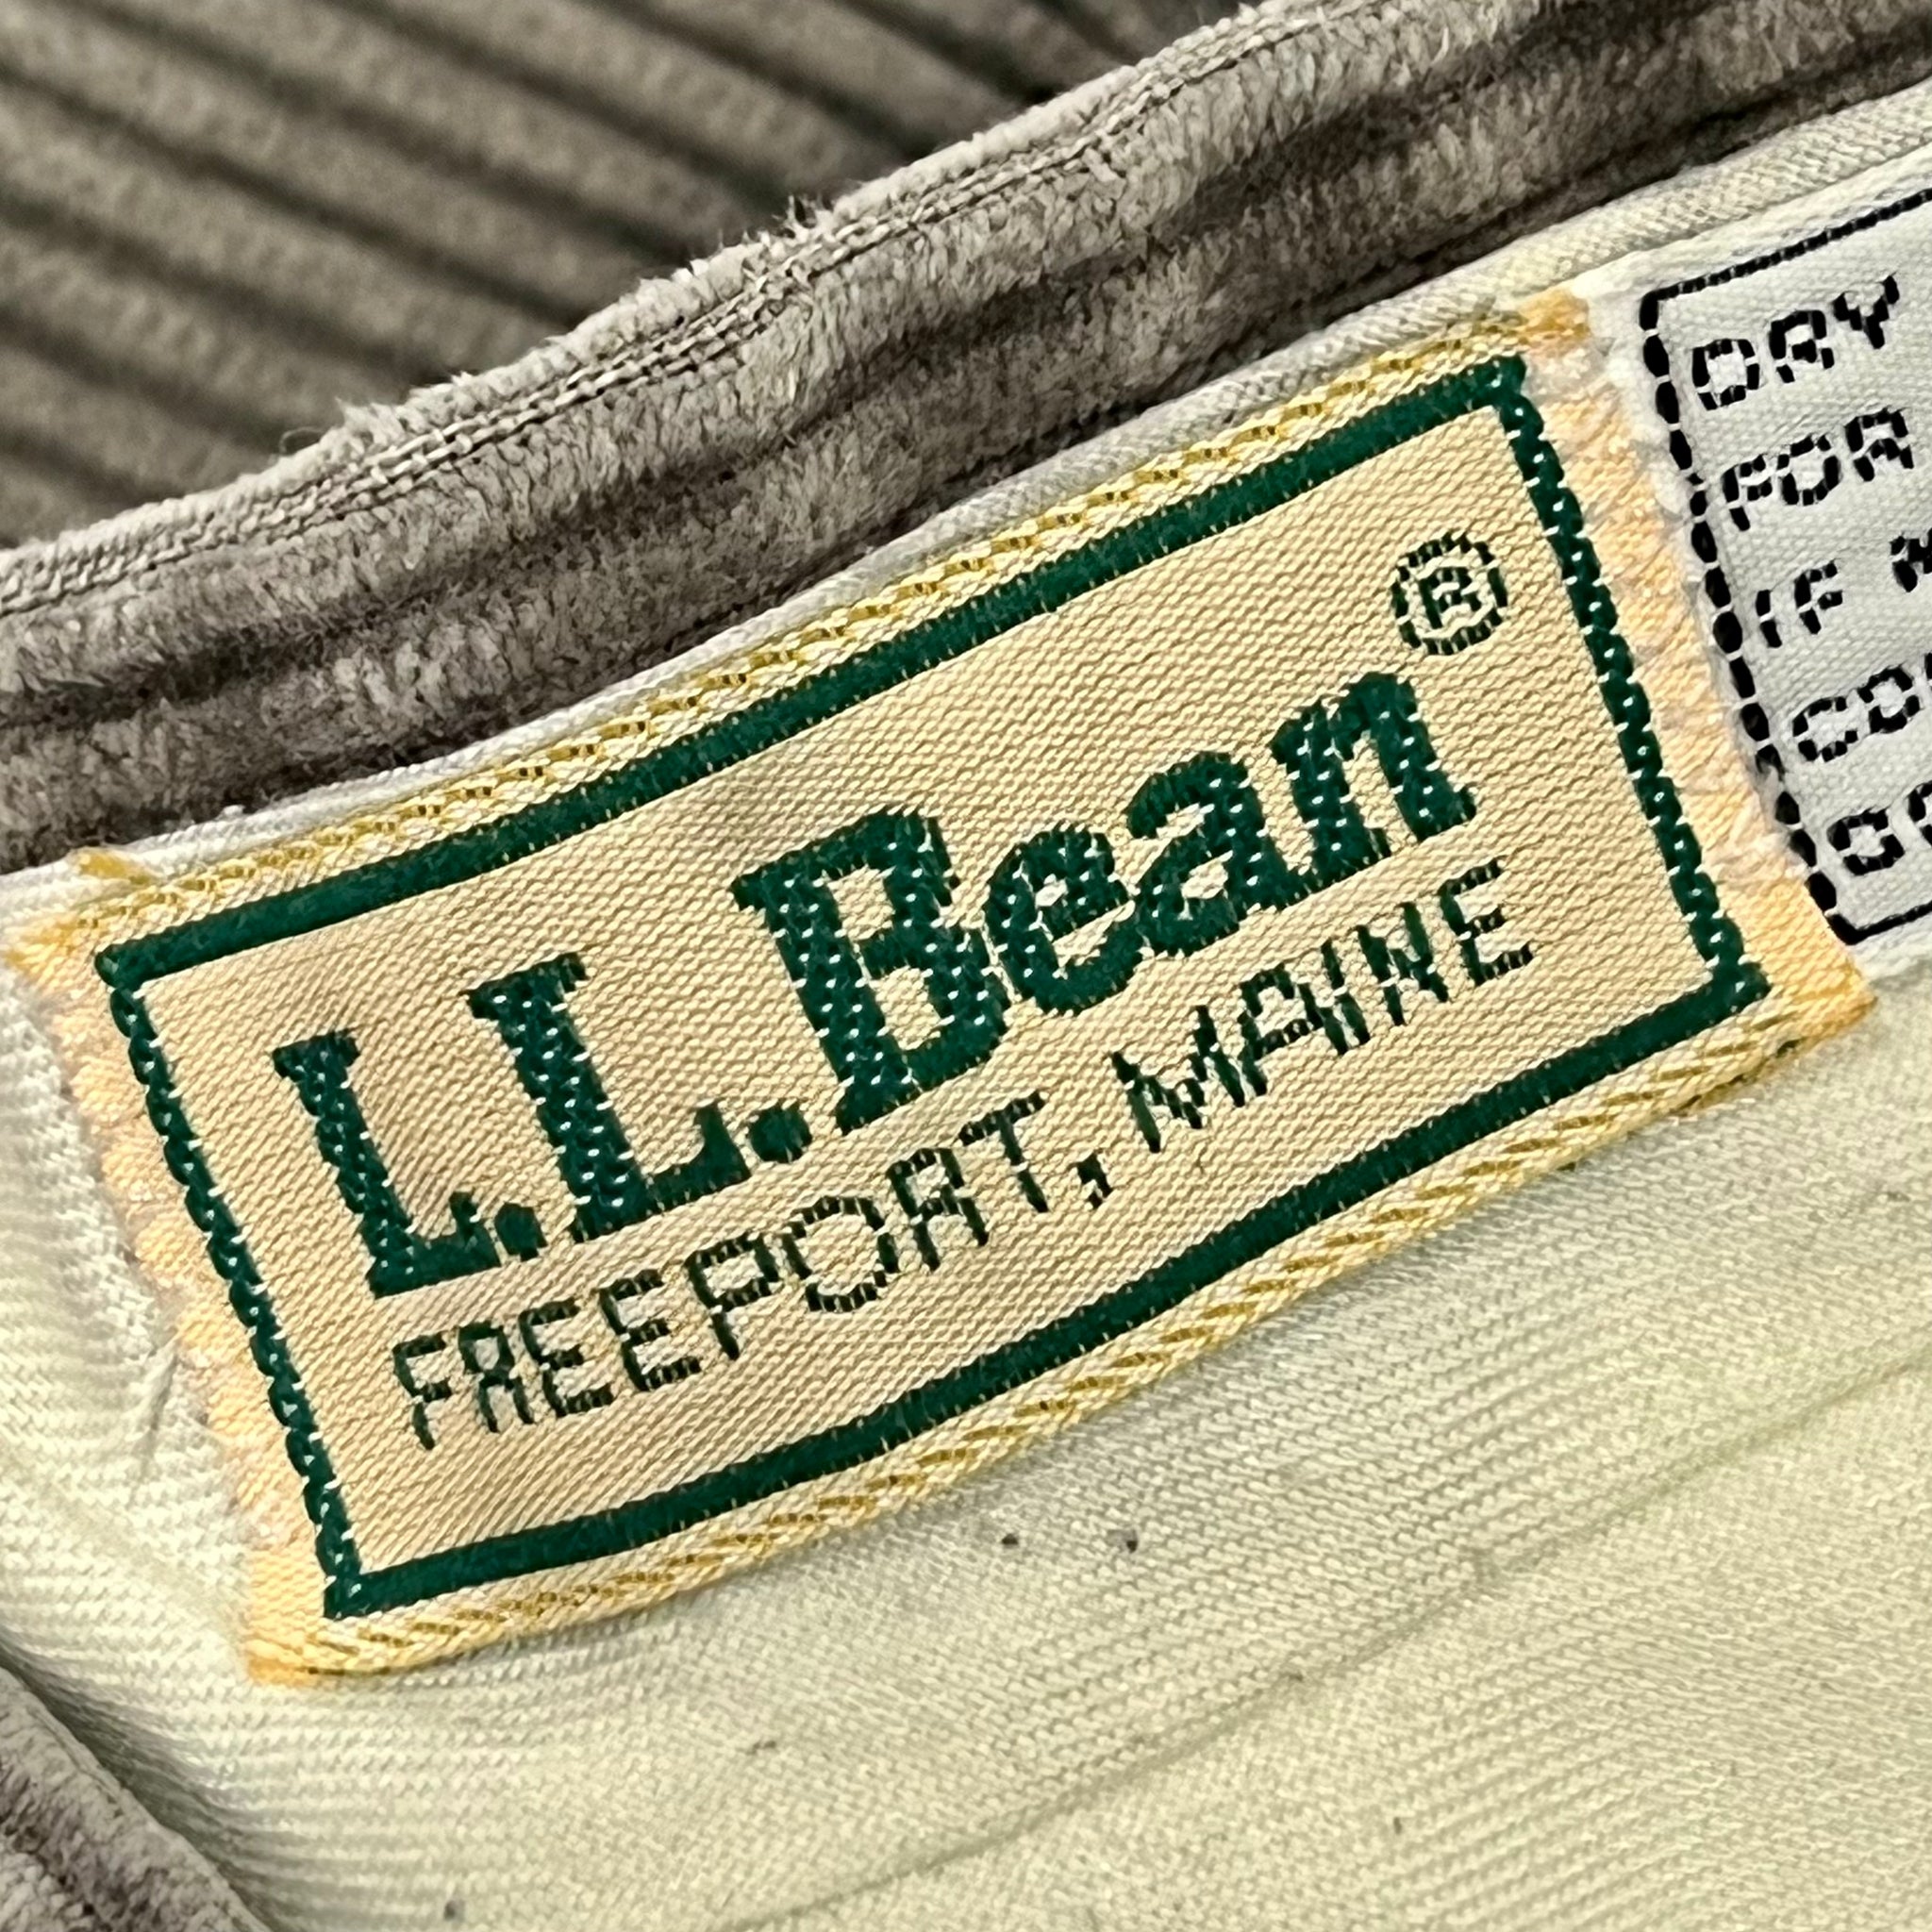 L.L.Bean®
FREEPORT, MAINE
DRY
FOR
IF